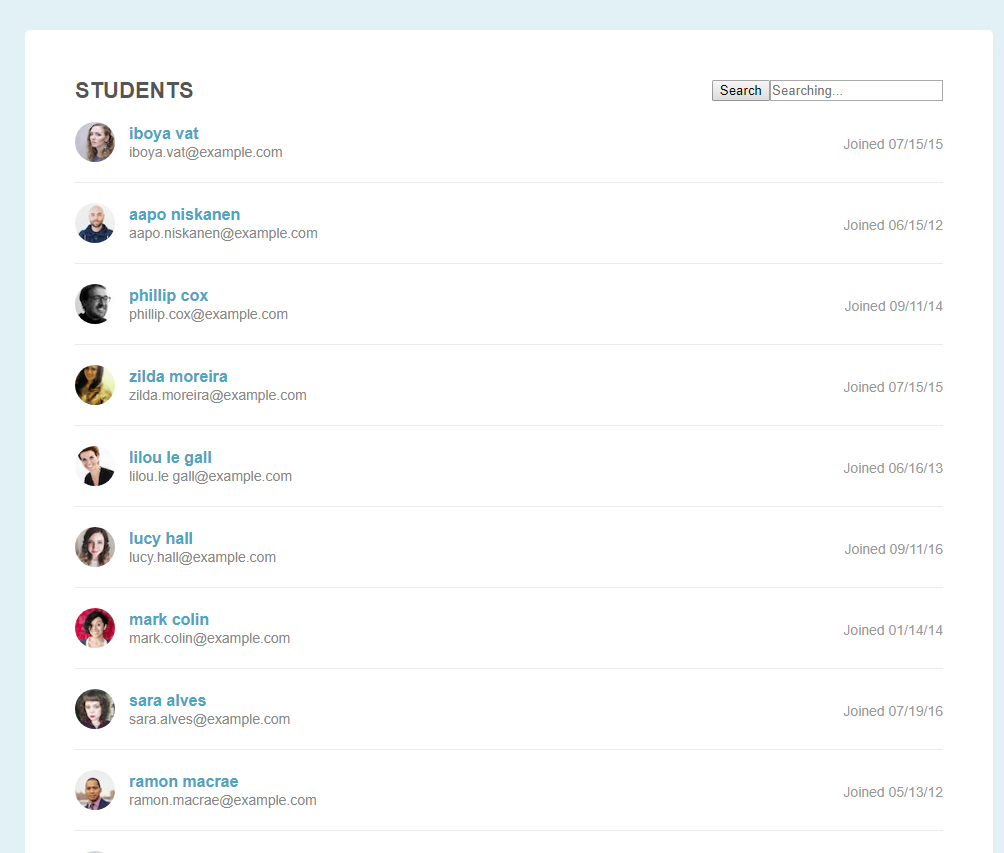 STUDENTS
Search Searching...
iboya vat
iboya.vat@example.com
Joined 07/15/15
aapo niskanen
aapo.niskanen@example.com
Joined 06/15/12
phillip cox
phillip.cox@example.com
Joined 09/11/14
zilda moreira
zilda.moreira@example.com
Joined 07/15/15
lilou le gall
lilou.le gall@example.com
Joined 06/16/13
lucy hall
lucy.hall@example.com
Joined 09/11/16
mark colin
mark.colin@example.com
Joined 01/14/14
sara alves
sara.alves@example.com
Joined 07/19/16
ramon macrae
ramon.macrae@example.com
Joined 05/13/12